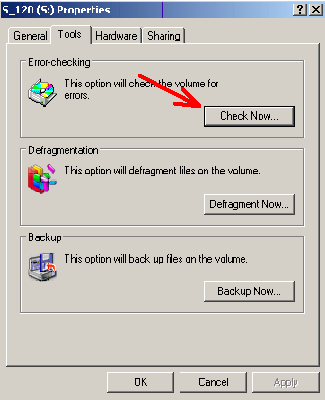 S_120 (S:) Properties
General Tools Hardware Sharing
Error-checking
This option will check the volume for
errors.
Check Now...
Defragmentation
This option will defragment files on the volume.
Defragment Now...
Backup
This option will back up files on the volume.
Backup Now...
OK Cancel Apply